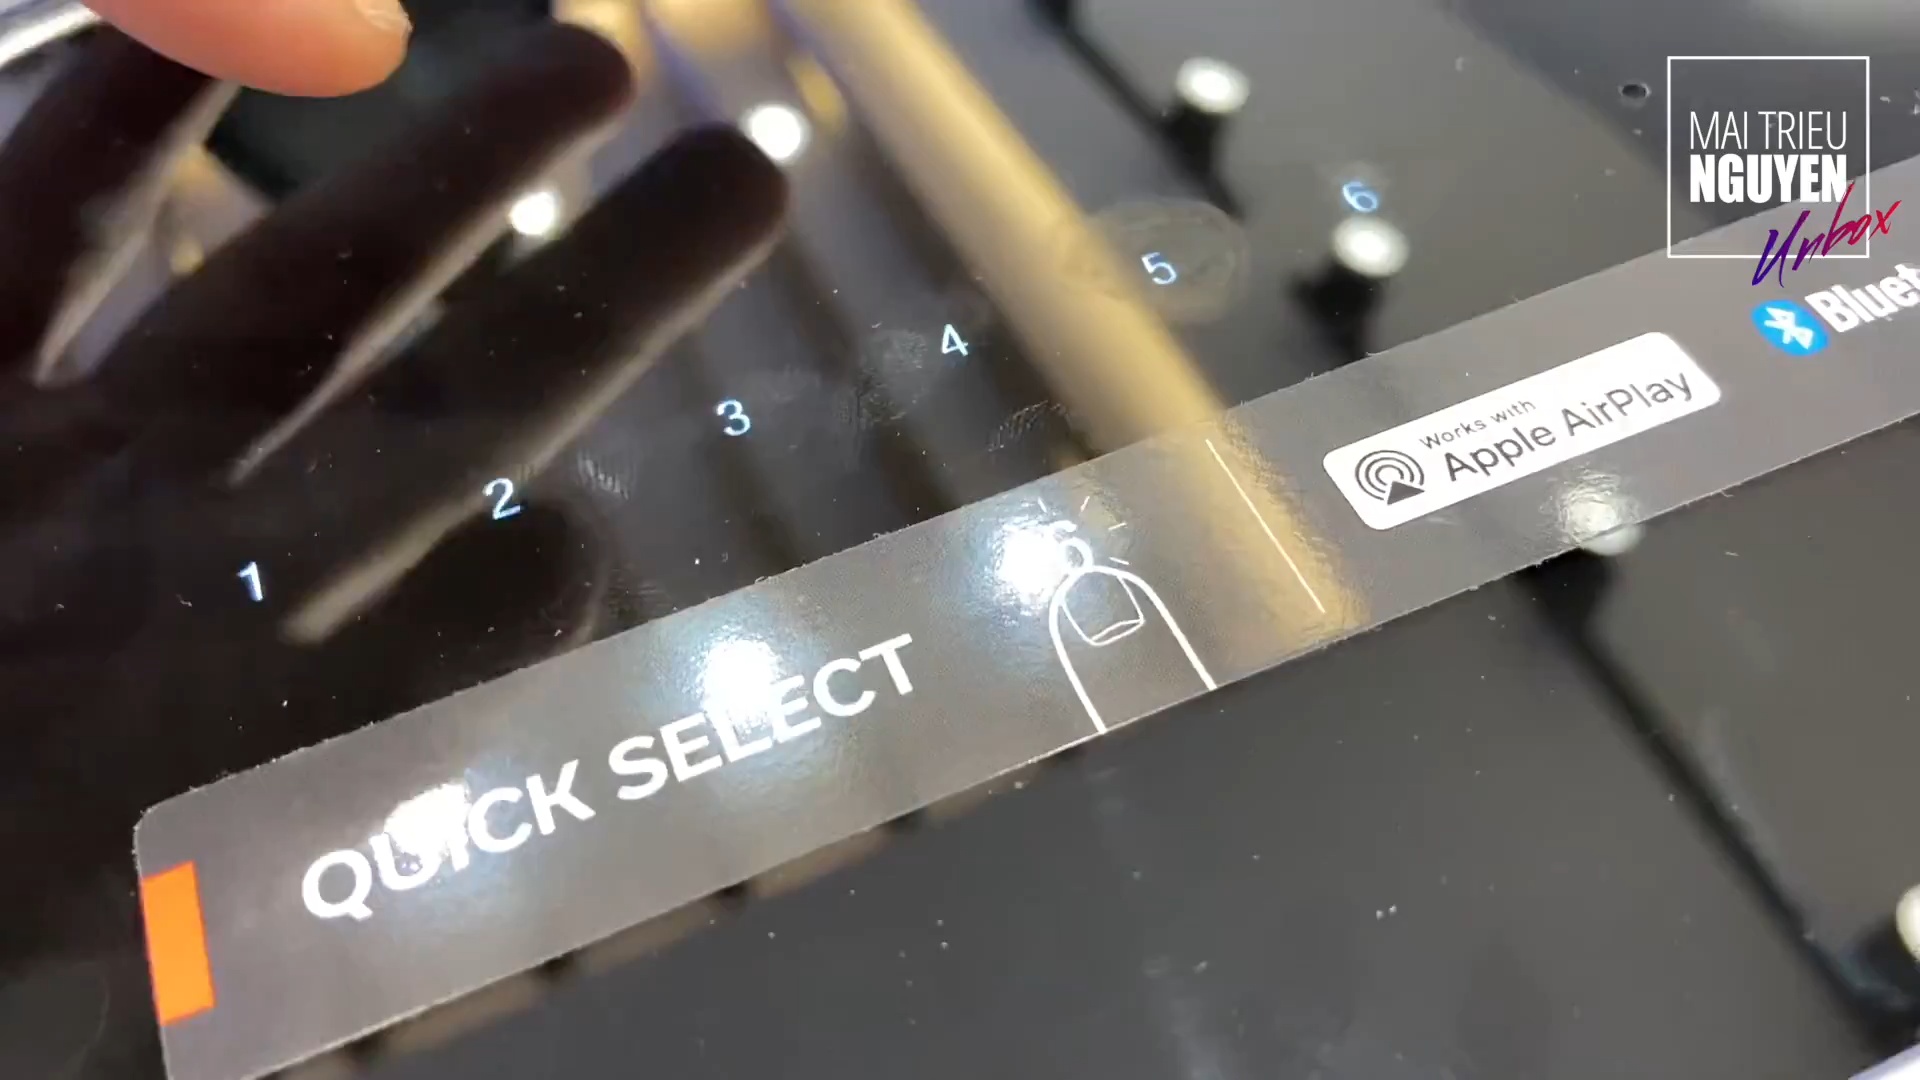 MAI TRIEU
NGUYEN
Unbox
1
2
3
4
5
6
QUICK SELECT
Works with
Apple AirPlay
Bluet